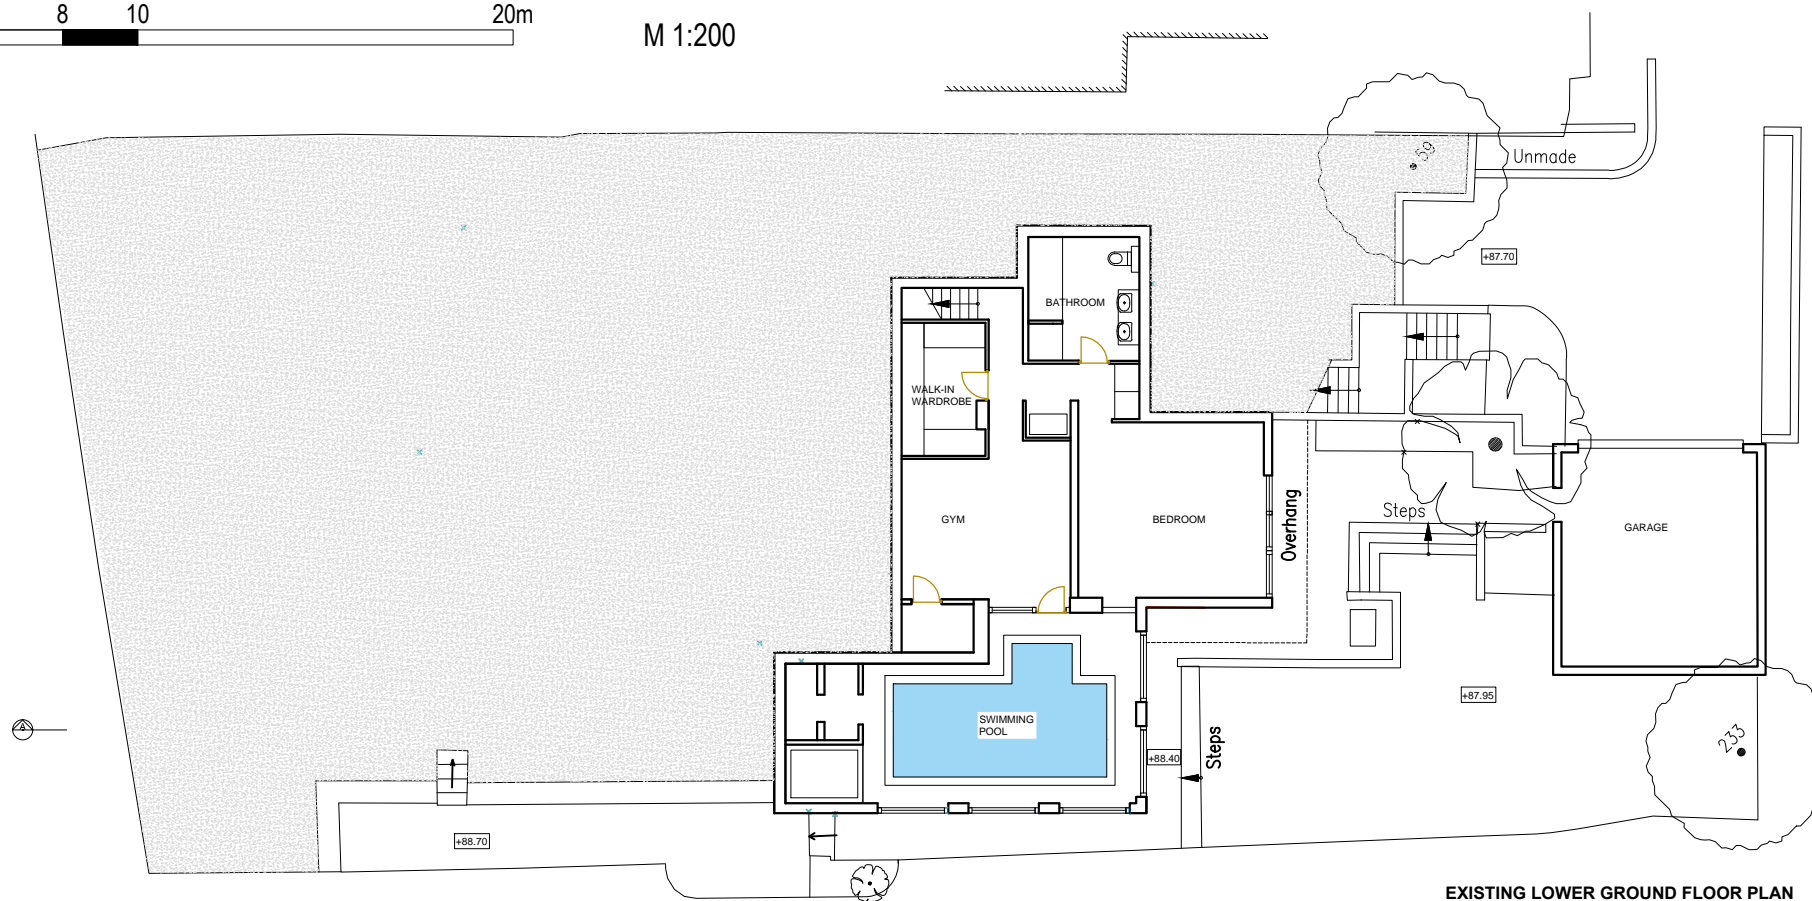 8 10 20m
M 1:200
59
Unmade
+87.70
BATHROOM
WALK-IN
WARDROBE
GYM
BEDROOM
Overhang
Steps
GARAGE
SWIMMING
POOL
+88.40
Steps
+87.95
233
+88.70
A
EXISTING LOWER GROUND FLOOR PLAN